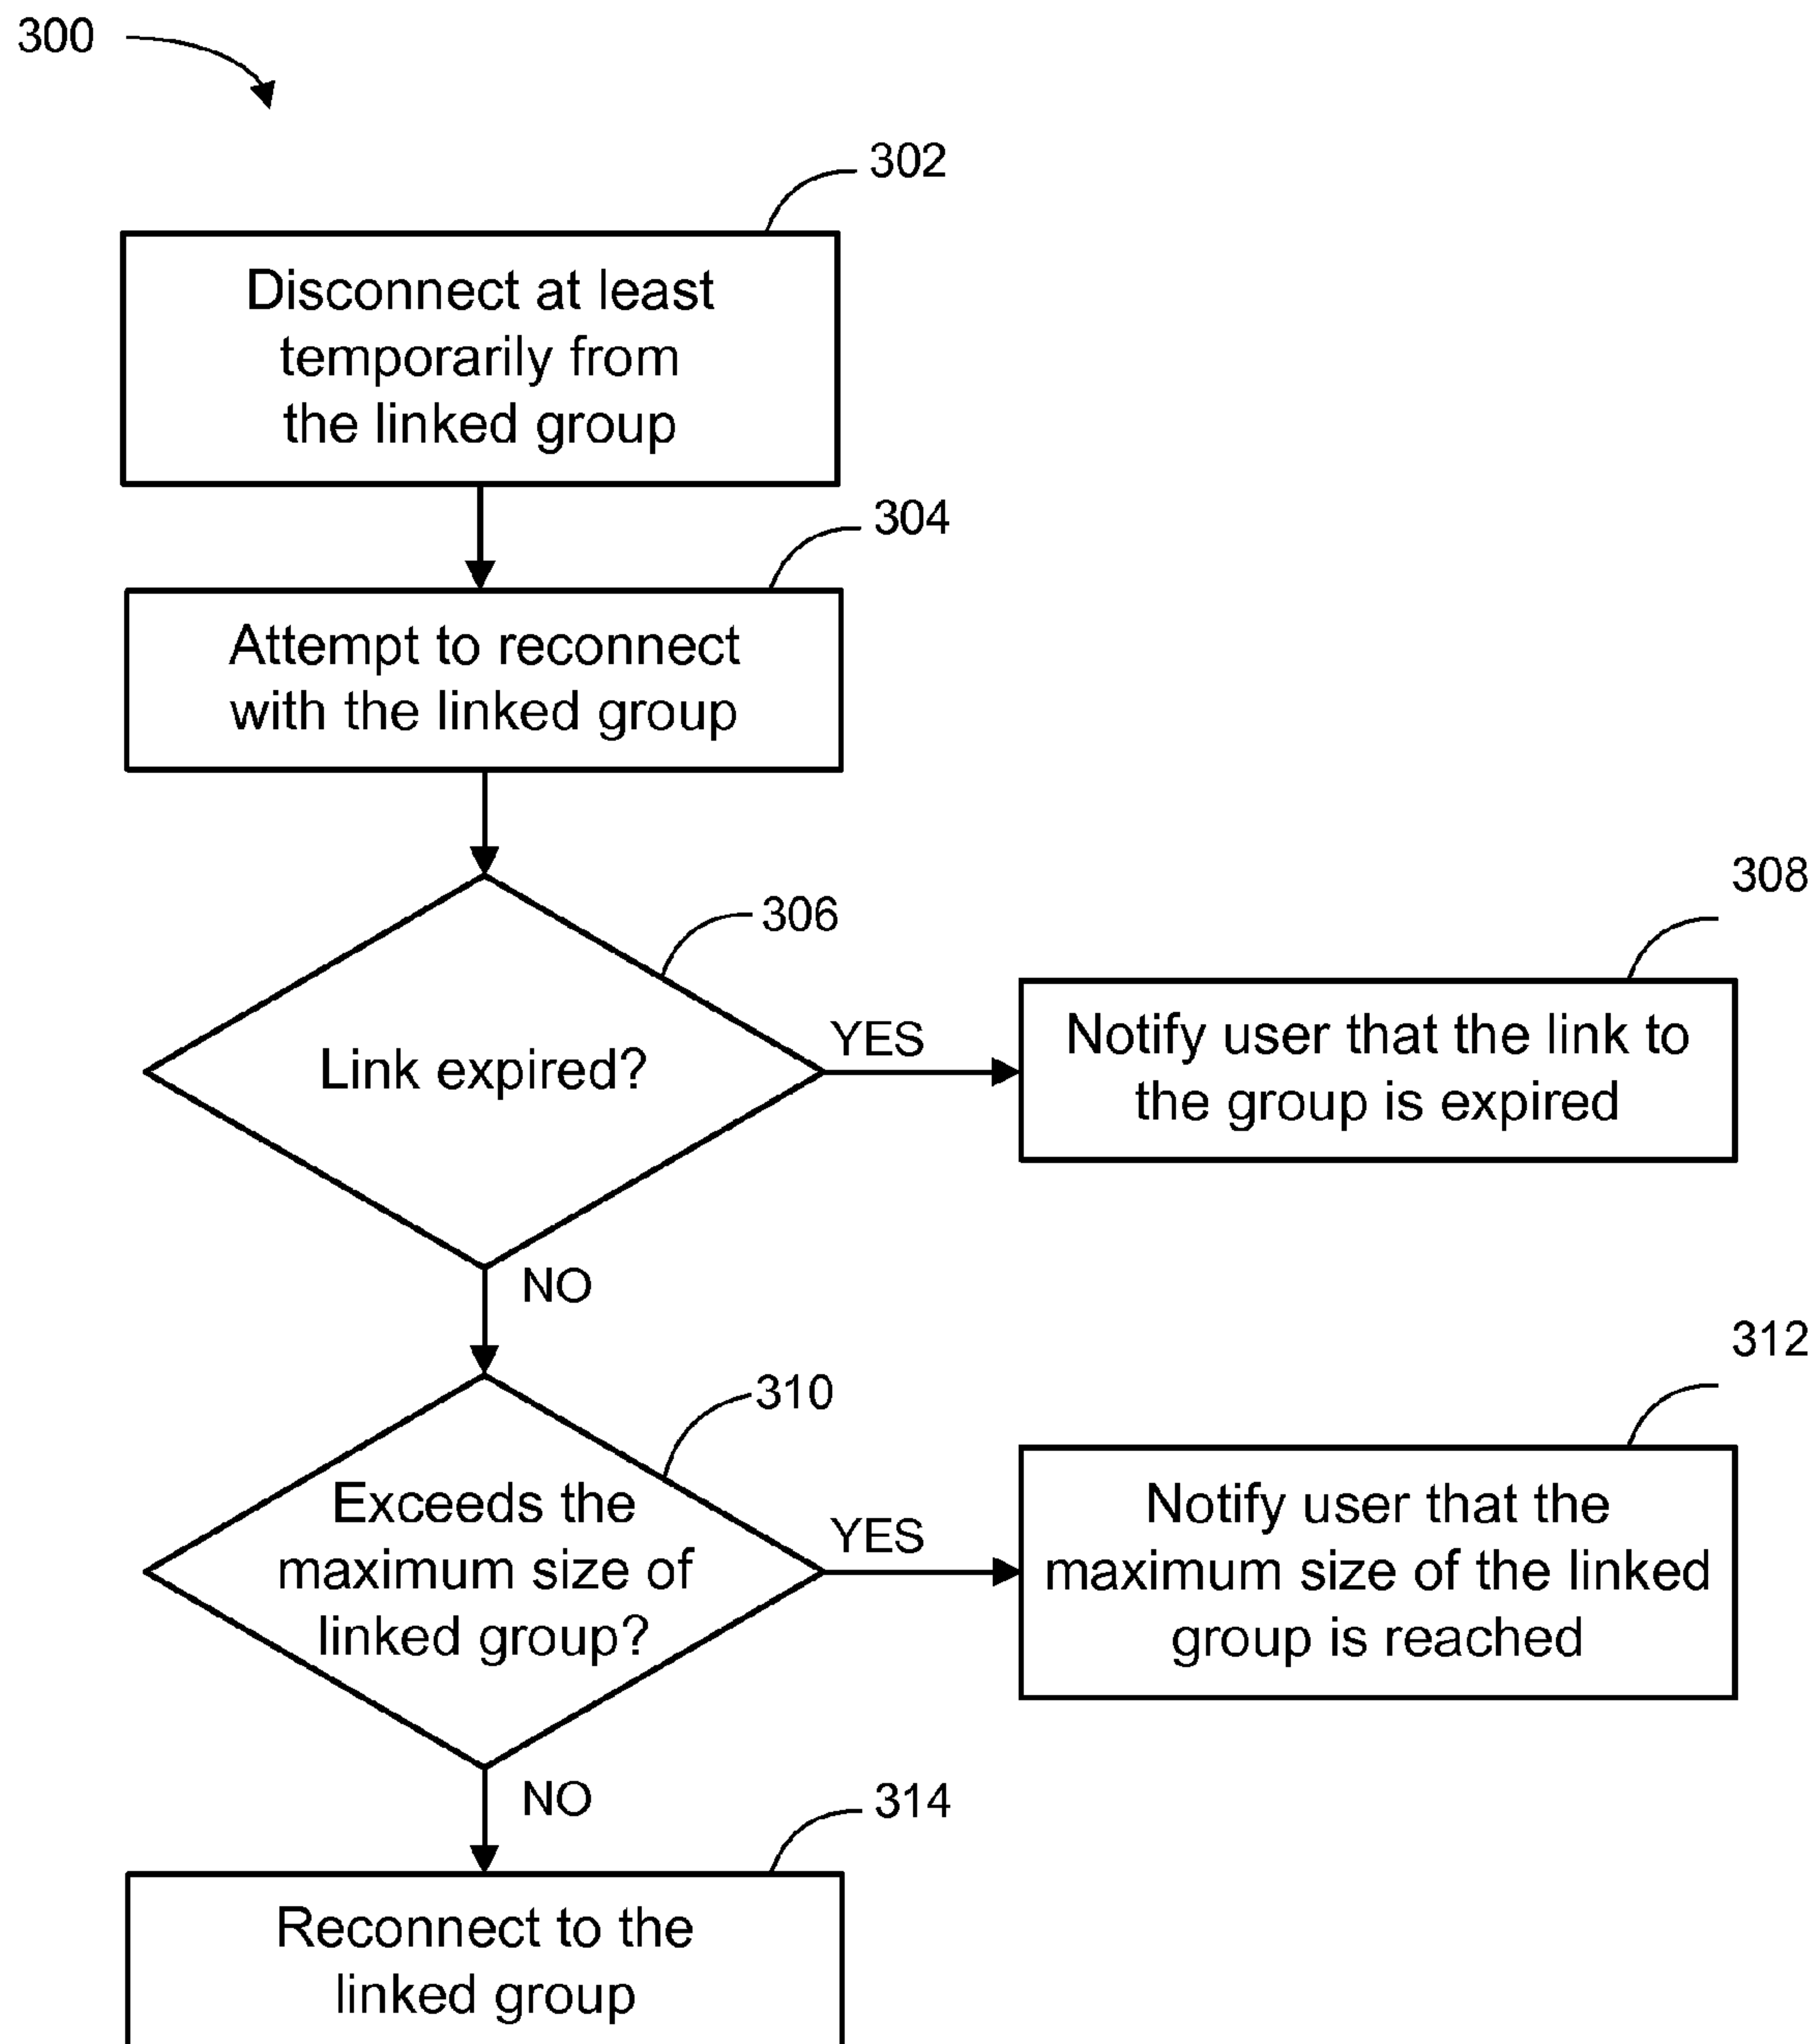 300
302
Disconnect at least
temporarily from
the linked group
304
Attempt to reconnect
with the linked group
306
Link expired?
YES
308
Notify user that the link to
the group is expired
NO
310
Exceeds the
maximum size of
linked group?
YES
312
Notify user that the
maximum size of the linked
group is reached
NO
314
Reconnect to the
linked group